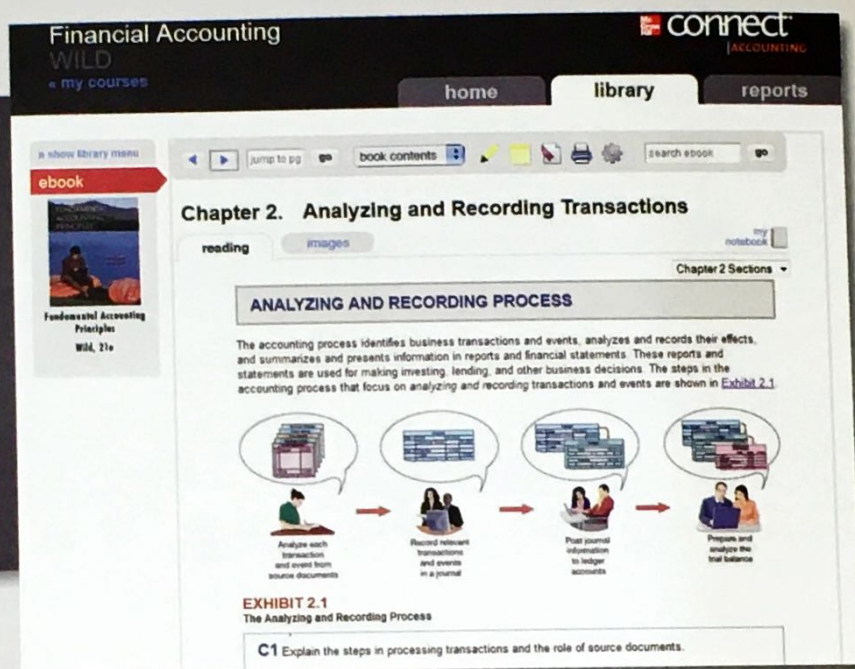 Financial Accounting
WILD
« my courses
Mc Graw Hill connect
|ACCOUNTING
home
library
reports
show library menu
ebook
jump to pg
go
book contents
search ebook
go
Chapter 2. Analyzing and Recording Transactions
reading
images
my
notebook
Chapter 2 Sections
FUNDAMENTAL
ACCOUNTING
PRINCIPLES
Fundamental Accounting
Principles
Wild, 21e
ANALYZING AND RECORDING PROCESS
The accounting process identifies business transactions and events, analyzes and records their effects,
and summarizes and presents information in reports and financial statements. These reports and
statements are used for making investing, lending, and other business decisions. The steps in the
accounting process that focus on analyzing and recording transactions and events are shown in Exhibit 2.1.
Analyze each
transaction
and event from
source documents
Record relevant
transactions
and events
in a journal
Post journal
information
to ledger
accounts
Prepare and
analyze the
trial balance
EXHIBIT 2.1
The Analyzing and Recording Process
C1 Explain the steps in processing transactions and the role of source documents.